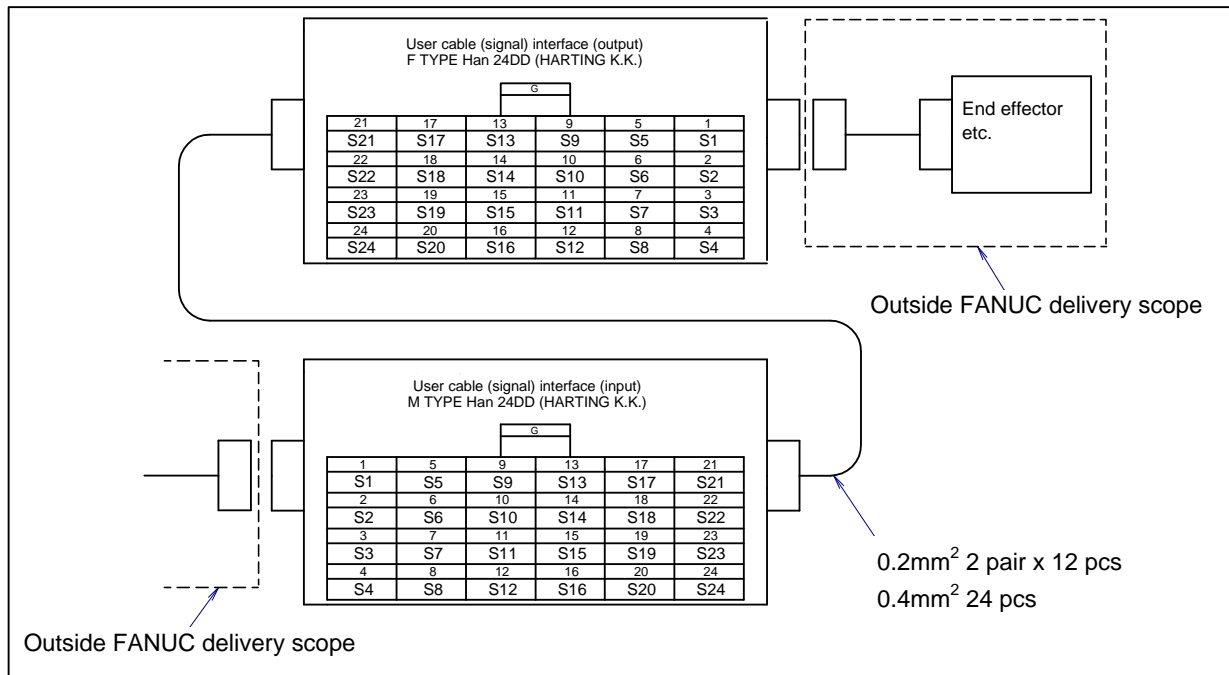 User cable (signal) interface (output)
F TYPE Han 24DD (HARTING K.K.)
G
21 17 13 9 5 1
S21 S17 S13 S9 S5 S1
22 18 14 10 6 2
S22 S18 S14 S10 S6 S2
23 19 15 11 7 3
S23 S19 S15 S11 S7 S3
24 20 16 12 8 4
S24 S20 S16 S12 S8 S4
End effector
etc.
Outside FANUC delivery scope
User cable (signal) interface (input)
M TYPE Han 24DD (HARTING K.K.)
G
1 5 9 13 17 21
S1 S5 S9 S13 S17 S21
2 6 10 14 18 22
S2 S6 S10 S14 S18 S22
3 7 11 15 19 23
S3 S7 S11 S15 S19 S23
4 8 12 16 20 24
S4 S8 S12 S16 S20 S24
0.2mm² 2 pair x 12 pcs
0.4mm² 24 pcs
Outside FANUC delivery scope